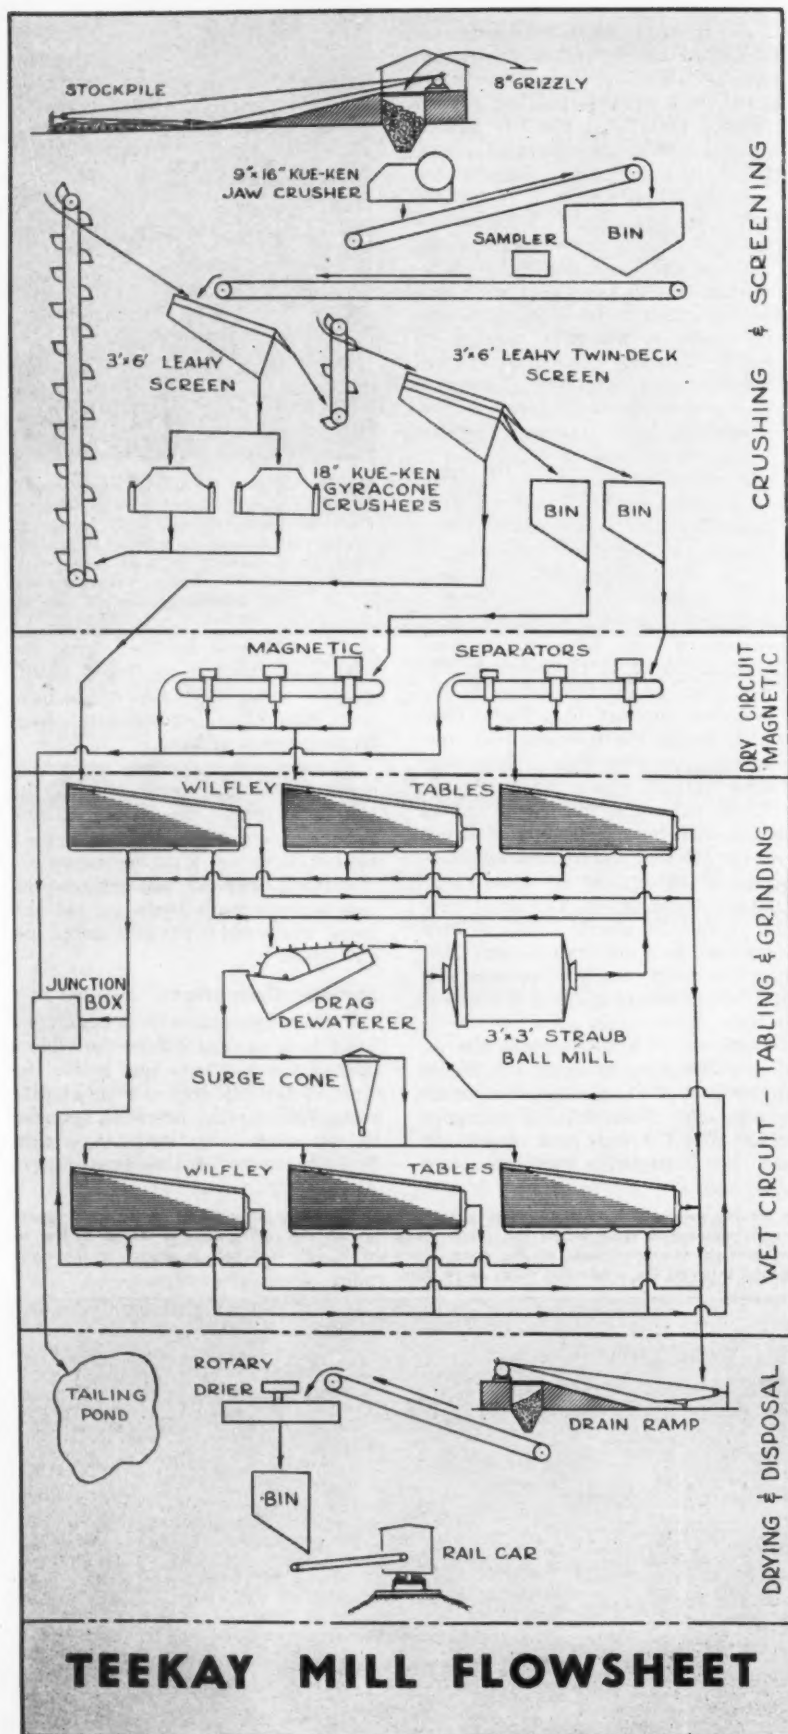 STOCKPILE
8" GRIZZLY
9"x16" KUE-KEN
JAW CRUSHER
SAMPLER
BIN
3'x6' LEAHY
SCREEN
3'x6' LEAHY TWIN-DECK
SCREEN
18" KUE-KEN
GYRACONE
CRUSHERS
BIN
BIN
CRUSHING & SCREENING
MAGNETIC SEPARATORS
DRY CIRCUIT
MAGNETIC
WILFLEY TABLES
JUNCTION
BOX
DRAG
DEWATERER
3'x3' STRAUB
BALL MILL
SURGE CONE
WILFLEY TABLES
WET CIRCUIT - TABLING & GRINDING
TAILING
POND
ROTARY
DRIER
DRAIN RAMP
BIN
RAIL CAR
DRYING & DISPOSAL
TEEKAY MILL FLOWSHEET